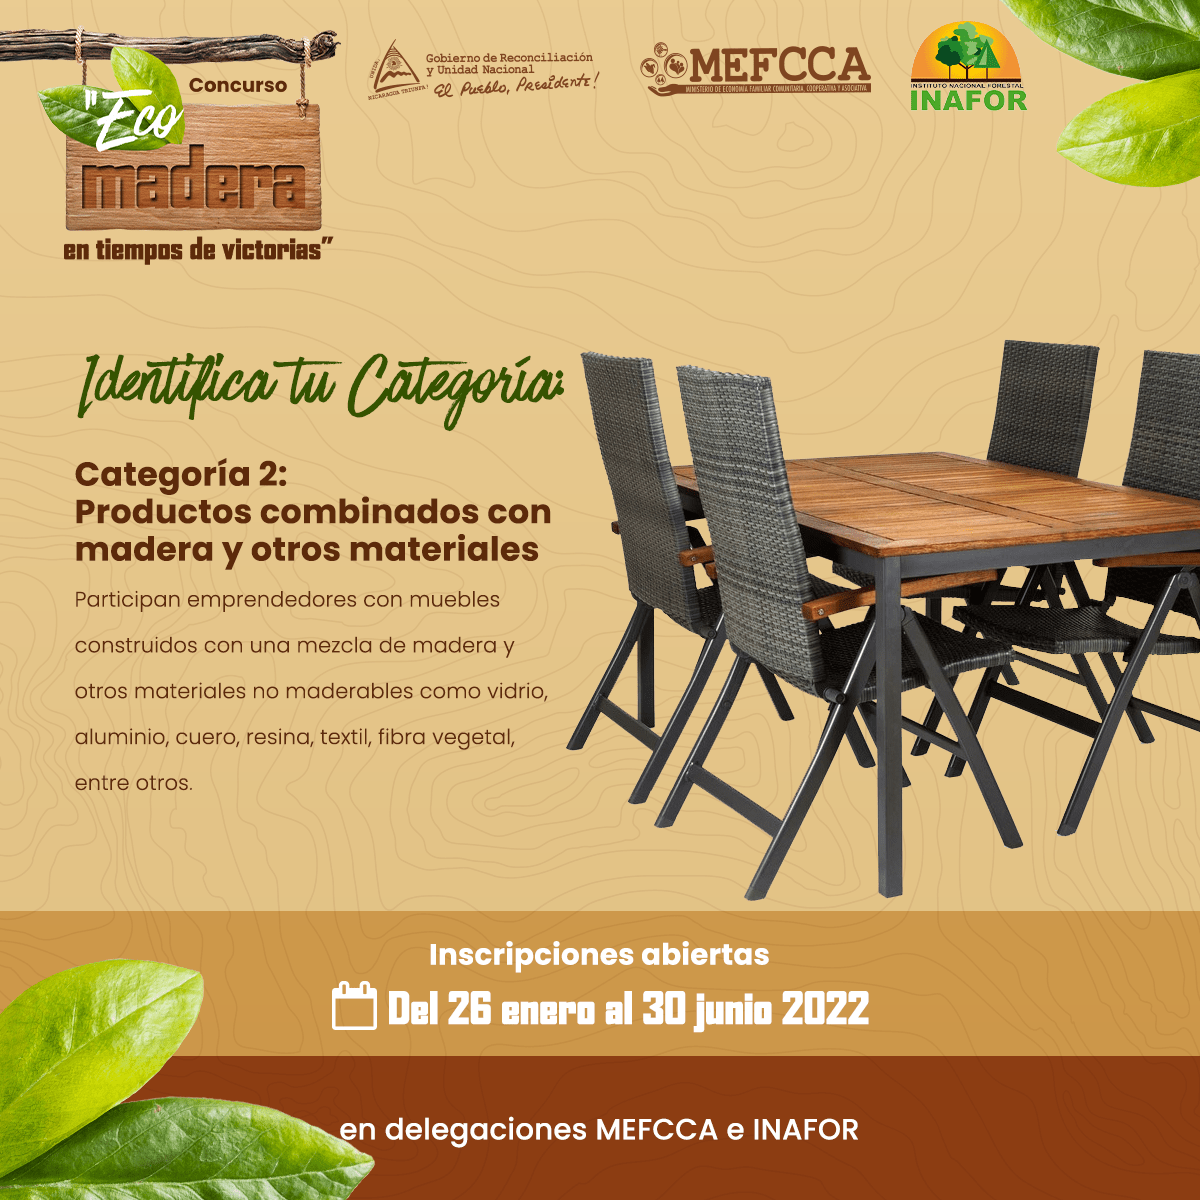 Concurso
"Eco
madera
en tiempos de victorias"
UNIDA,
NICARAGUA TRIUNFA!
Gobierno de Reconciliación
y Unidad Nacional
El Pueblo, Presidente!
MEFCCA
MINISTERIO DE ECONOMÍA FAMILIAR COMUNITARIA, COOPERATIVA Y ASOCIATIVA
INSTITUTO NACIONAL FORESTAL
INAFOR
Identifica tu Categoría:
Categoría 2:
Productos combinados con
madera y otros materiales
Participan emprendedores con muebles
construidos con una mezcla de madera y
otros materiales no maderables como vidrio,
aluminio, cuero, resina, textil, fibra vegetal,
entre otros.
Inscripciones abiertas
Del 26 enero al 30 junio 2022
en delegaciones MEFCCA e INAFOR